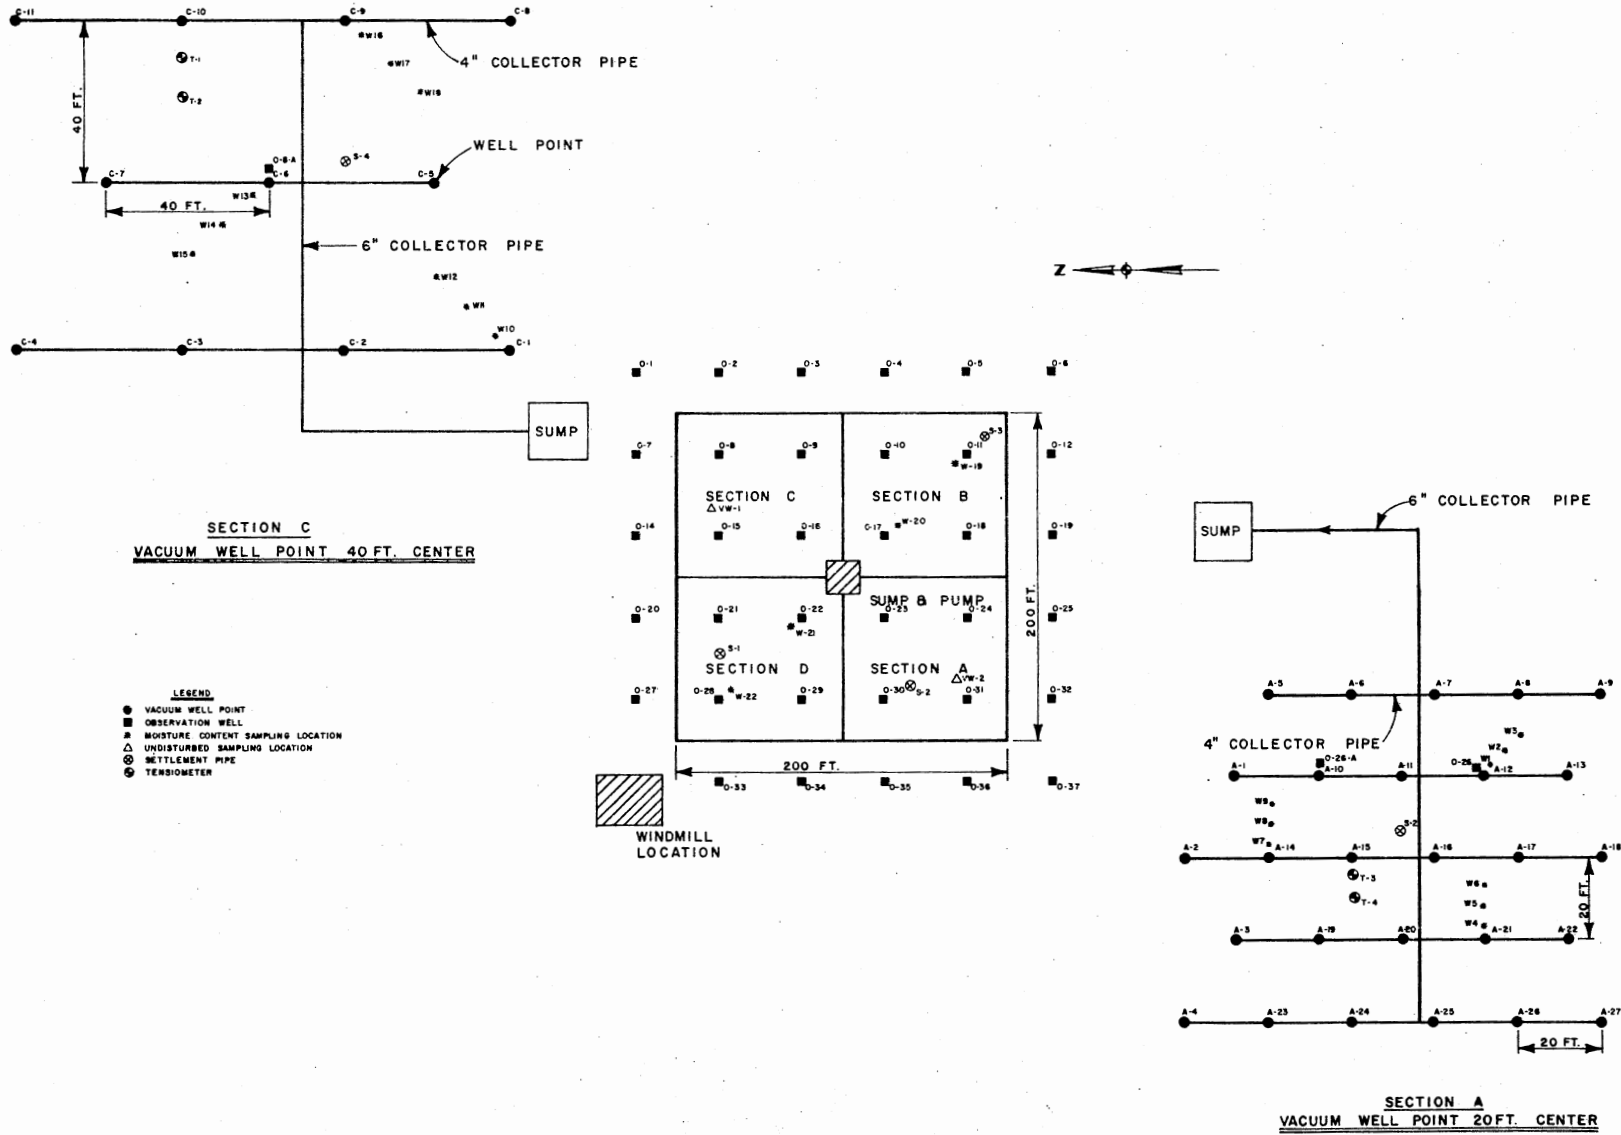 C-11
C-10
C-9
C-8
W16
T-1
W17
4" COLLECTOR PIPE
T-2
W18
40 FT.
WELL POINT
O-8-A
S-4
C-7
C-6
C-5
W13
40 FT.
W14
6" COLLECTOR PIPE
W15
W12
W11
W10
C-4
C-3
C-2
C-1
SUMP
SECTION C
VACUUM WELL POINT 40 FT. CENTER
LEGEND
VACUUM WELL POINT
OBSERVATION WELL
MOISTURE CONTENT SAMPLING LOCATION
UNDISTURBED SAMPLING LOCATION
SETTLEMENT PIPE
TENSIOMETER
Z
O-1
O-2
O-3
O-4
O-5
O-6
S-3
O-7
O-8
O-9
O-10
O-11
O-12
W-19
SECTION C
SECTION B
VW-1
O-14
O-15
O-16
O-17
W-20
O-18
O-19
SUMP & PUMP
O-20
O-21
O-22
O-23
O-24
O-25
200 FT.
W-21
S-1
SECTION D
SECTION A
VW-2
O-27
O-28
W-22
O-29
O-30
S-2
O-31
O-32
200 FT.
O-33
O-34
O-35
O-36
O-37
WINDMILL
LOCATION
6" COLLECTOR PIPE
SUMP
A-5
A-6
A-7
A-8
A-9
4" COLLECTOR PIPE
W3
W2
W1
O-26-A
O-26
A-1
A-10
A-11
A-12
A-13
W9
W8
S-2
W7
A-2
A-14
A-15
A-16
A-17
A-18
T-3
W6
20 FT.
T-4
W5
W4
A-3
A-19
A-20
A-21
A-22
A-4
A-23
A-24
A-25
A-26
A-27
20 FT.
SECTION A
VACUUM WELL POINT 20FT. CENTER